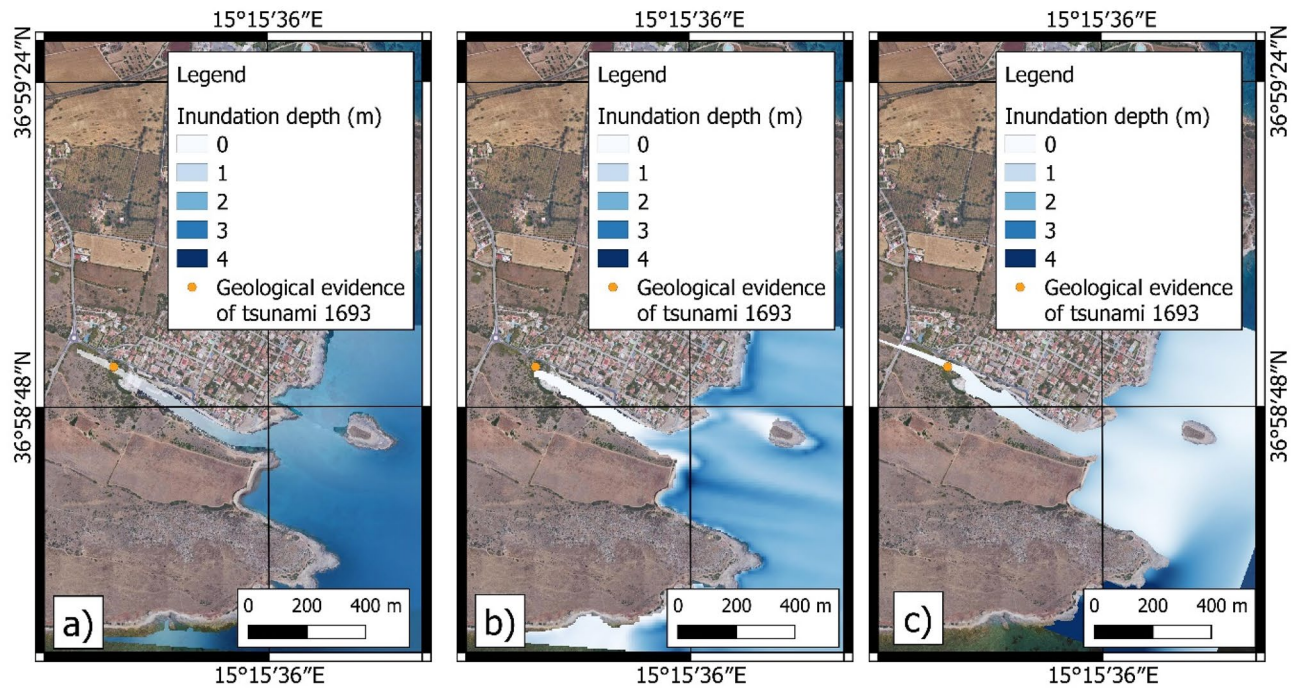 15°15′36″E
15°15′36″E
15°15′36″E
36°59′24″N
36°58′48″N
Legend
Inundation depth (m)
0
1
2
3
4
Geological evidence
of tsunami 1693
0 200 400 m
a)
Legend
Inundation depth (m)
0
1
2
3
4
Geological evidence
of tsunami 1693
0 200 400 m
b)
Legend
Inundation depth (m)
0
1
2
3
4
Geological evidence
of tsunami 1693
0 200 400 m
c)
36°59′24″N
36°58′48″N
15°15′36″E
15°15′36″E
15°15′36″E